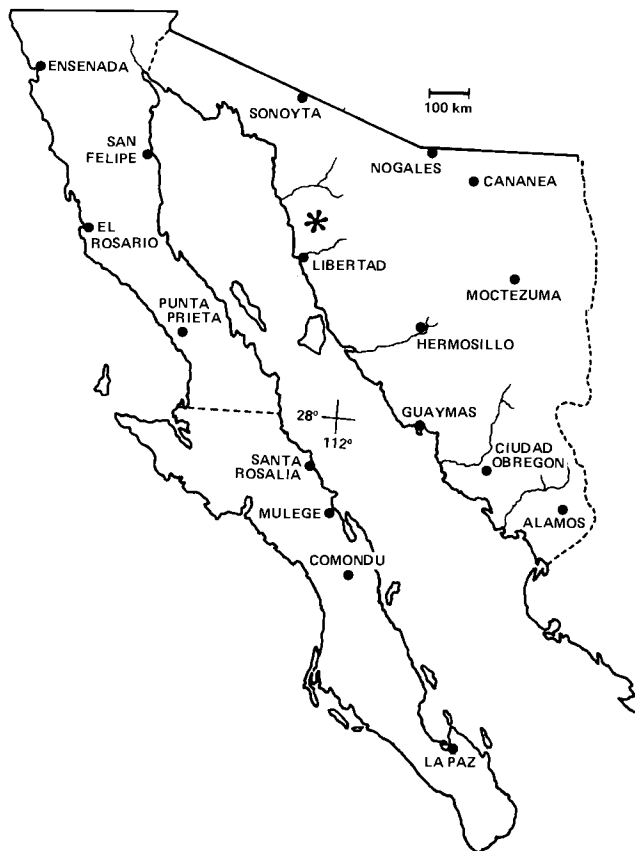 ENSENADA
100 km
SONOYTA
SAN
FELIPE
NOGALES
CANANEA
EL
ROSARIO
LIBERTAD
MOCTEZUMA
PUNTA
PRIETA
HERMOSILLO
28°
112°
GUAYMAS
CIUDAD
OBREGON
SANTA
ROSALIA
MULEGE
ALAMOS
COMONDU
LA PAZ